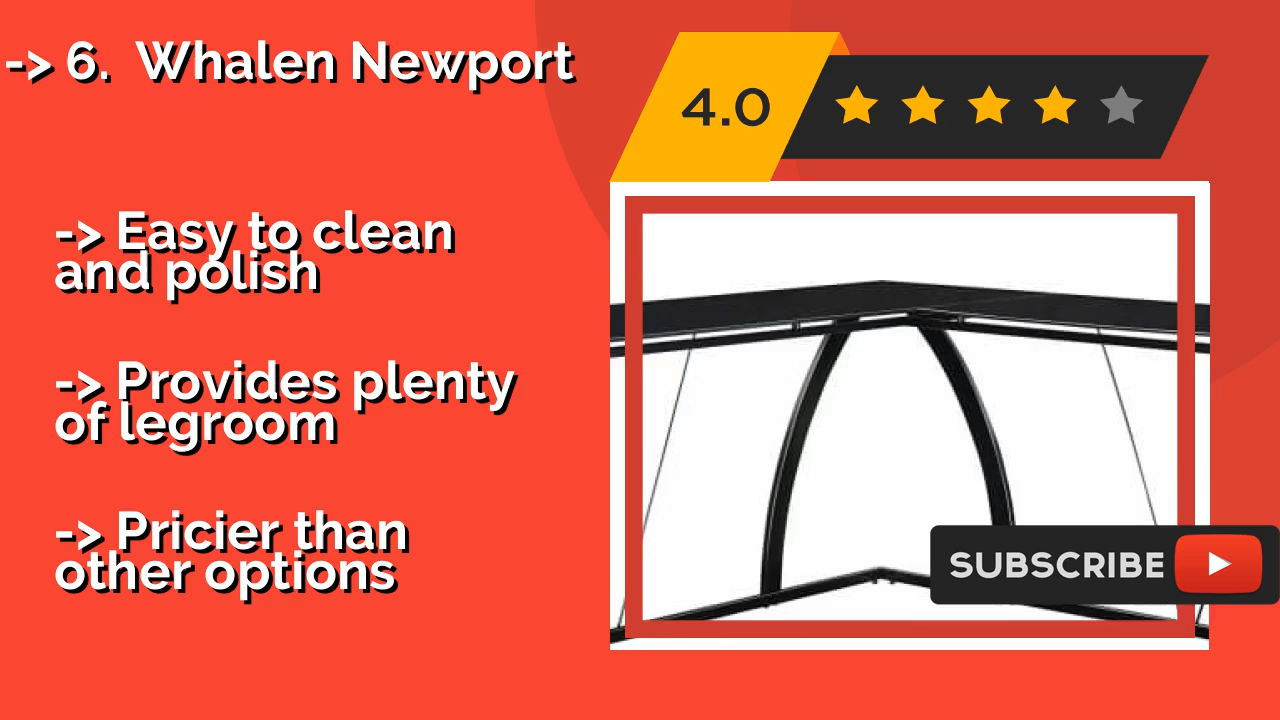 -> 6.  Whalen Newport
4.0
-> Easy to clean
and polish
-> Provides plenty
of legroom
-> Pricier than
other options
SUBSCRIBE